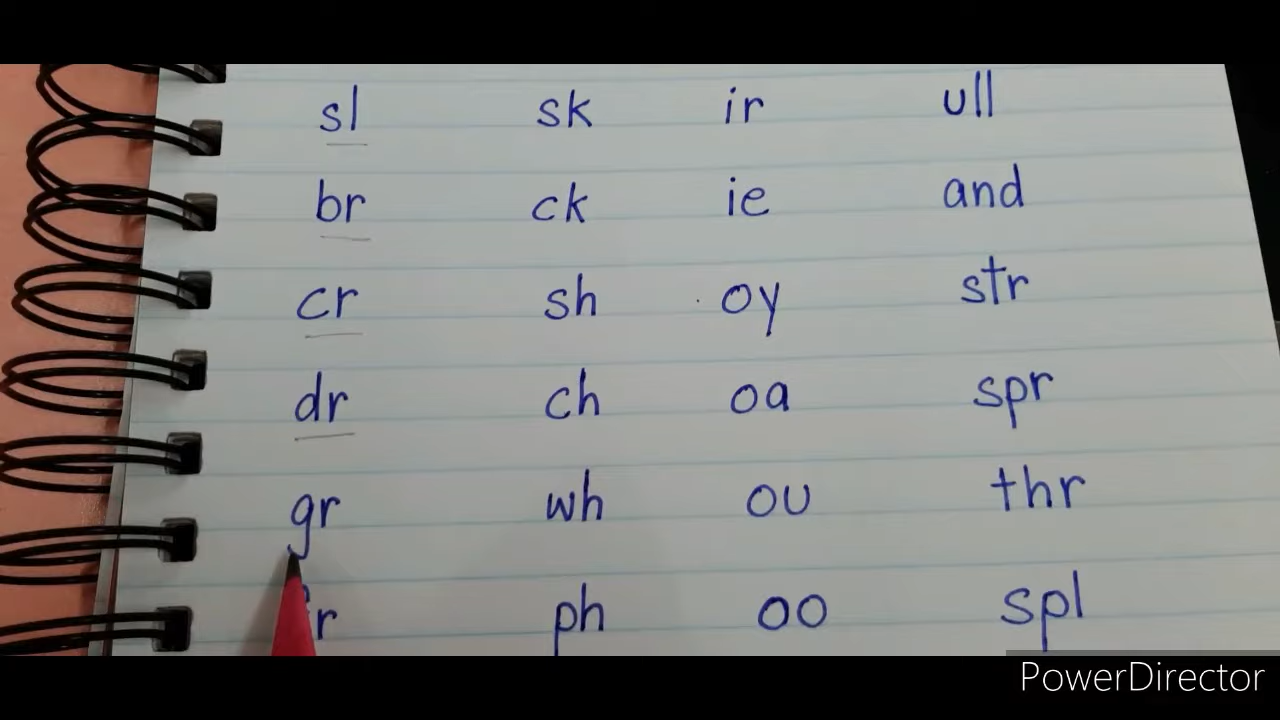 sl sk ir ull
br ck ie and
cr sh oy str
dr ch oa spr
gr wh ou thr
ph oo spl
PowerDirector